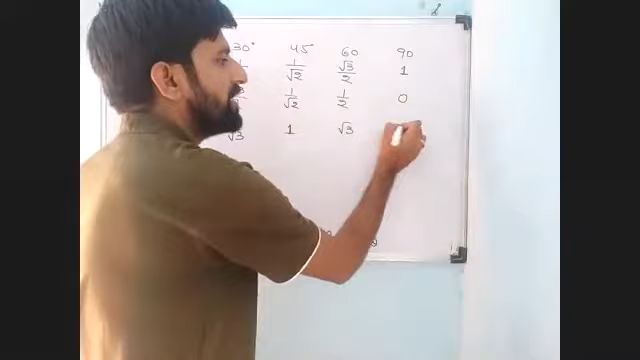 30° 45 60 90
1/√2 √3/2 1
1/√2 1/2 0
√3 1 √3